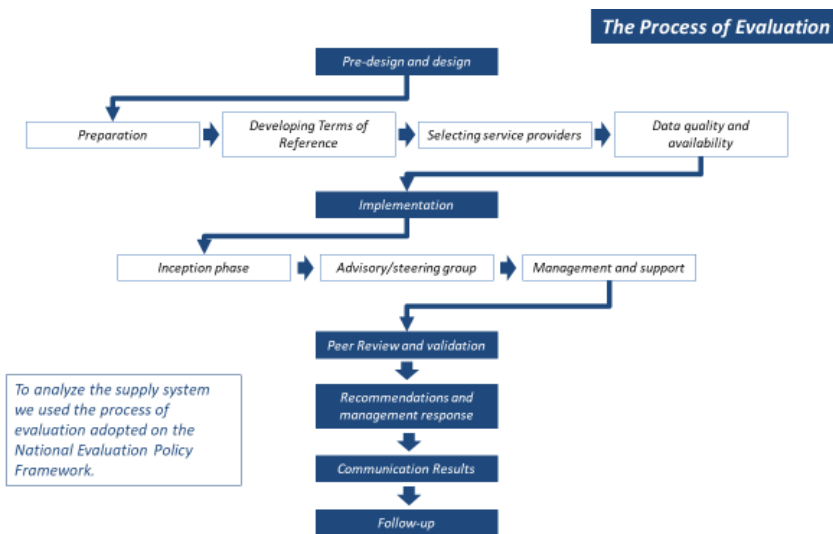 The Process of Evaluation
Pre-design and design
Preparation
Developing Terms of
Reference
Selecting service providers
Data quality and
availability
Implementation
Inception phase
Advisory/steering group
Management and support
Peer Review and validation
To analyze the supply system
we used the process of
evaluation adopted on the
National Evaluation Policy
Framework.
Recommendations and
management response
Communication Results
Follow-up